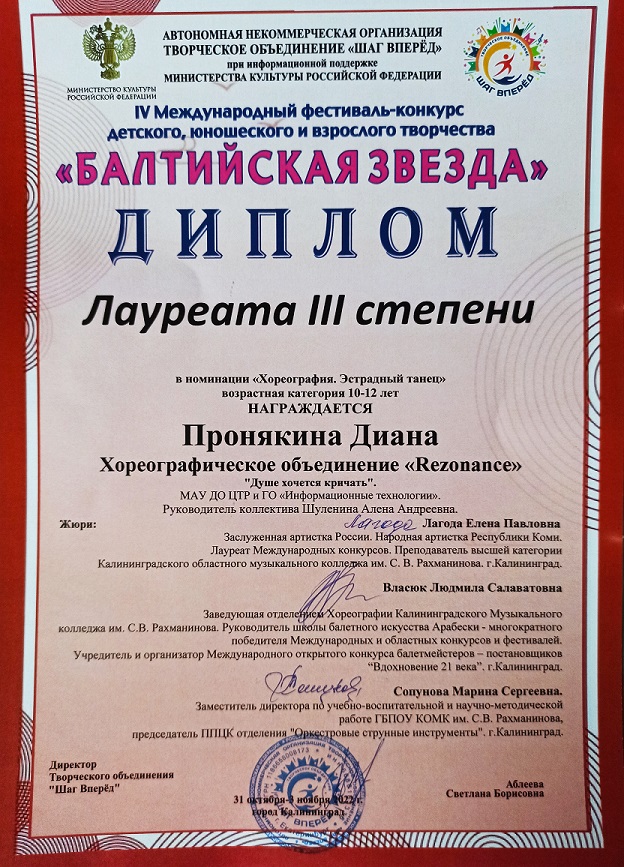 АВТОНОМНАЯ НЕКОММЕРЧЕСКАЯ ОРГАНИЗАЦИЯ
ТВОРЧЕСКОЕ ОБЪЕДИНЕНИЕ «ШАГ ВПЕРЁД»
при информационной поддержке
МИНИСТЕРСТВА КУЛЬТУРЫ РОССИЙСКОЙ ФЕДЕРАЦИИ
МИНИСТЕРСТВО КУЛЬТУРЫ
РОССИЙСКОЙ ФЕДЕРАЦИИ
ТВОРЧЕСКОЕ ОБЪЕДИНЕНИЕ
ШАГ ВПЕРЁД
IV Международный фестиваль-конкурс
детского, юношеского и взрослого творчества
«БАЛТИЙСКАЯ ЗВЕЗДА»
ДИПЛОМ
Лауреата III степени
в номинации «Хореография. Эстрадный танец»
возрастная категория 10-12 лет
НАГРАЖДАЕТСЯ
Пронякина Диана
Хореографическое объединение «Rezonance»
"Душе хочется кричать".
МАУ ДО ЦТР и ГО «Информационные технологии».
Руководитель коллектива Шуленина Алена Андреевна.
Жюри: Лагода Лагода Елена Павловна
Заслуженная артистка России. Народная артистка Республики Коми.
Лауреат Международных конкурсов. Преподаватель высшей категории
Калининградского областного музыкального колледжа им. С. В. Рахманинова. г.Калининград.
Власюк Людмила Салаватовна
Заведующая отделением Хореографии Калининградского Музыкального
колледжа им. С.В. Рахманинова. Руководитель школы балетного искусства Арабески - многократного
победителя Международных и областных конкурсов и фестивалей.
Учредитель и организатор Международного открытого конкурса балетмейстеров – постановщиков
“Вдохновение 21 века”. г.Калининград.
Сопунова Марина Сергеевна.
Заместитель директора по учебно-воспитательной и научно-методической
работе ГБПОУ КОМК им. С.В. Рахманинова,
председатель ППЦК отделения "Оркестровые струнные инструменты". г.Калининград.
Директор
Творческого объединения
"Шаг Вперёд"
31 октября-3 ноября 2022 г.
город Калининград
Аблеева
Светлана Борисовна